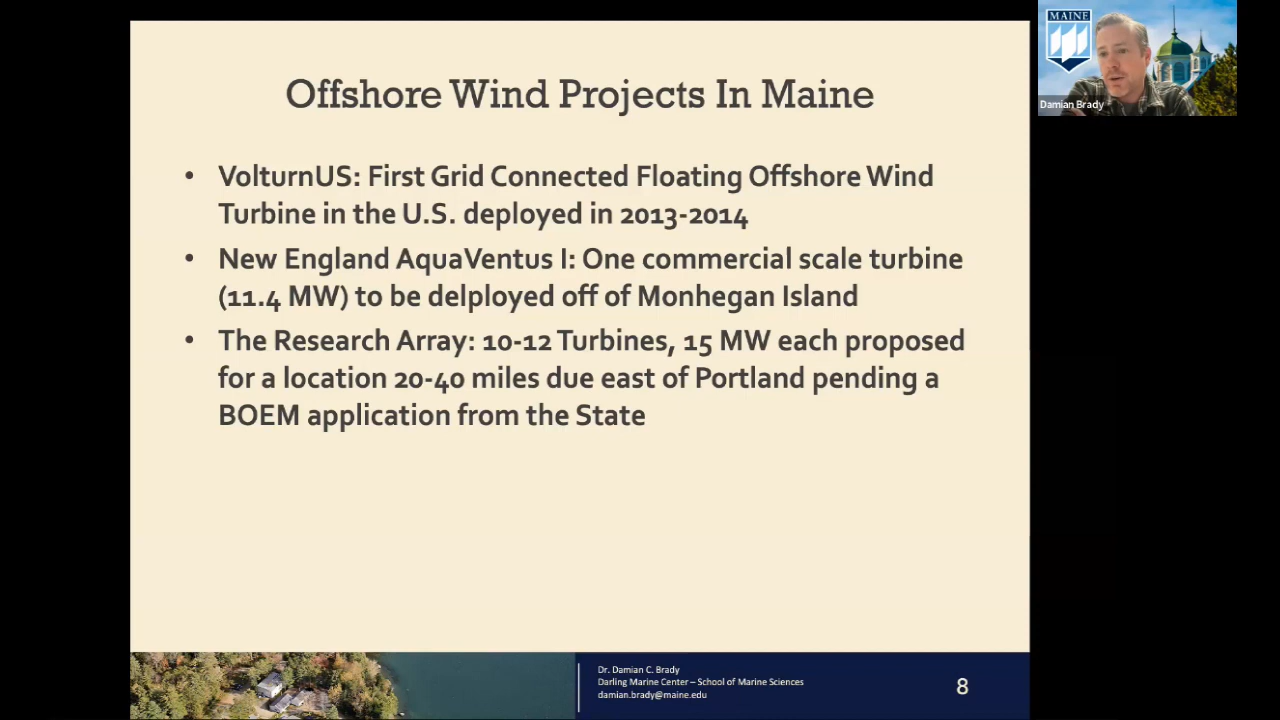 Offshore Wind Projects In Maine
• VolturnUS: First Grid Connected Floating Offshore Wind
Turbine in the U.S. deployed in 2013-2014
• New England AquaVentus I: One commercial scale turbine
(11.4 MW) to be delployed off of Monhegan Island
• The Research Array: 10-12 Turbines, 15 MW each proposed
for a location 20-40 miles due east of Portland pending a
BOEM application from the State
Dr. Damian C. Brady
Darling Marine Center – School of Marine Sciences
damian.brady@maine.edu
8
MAINE
Damian Brady